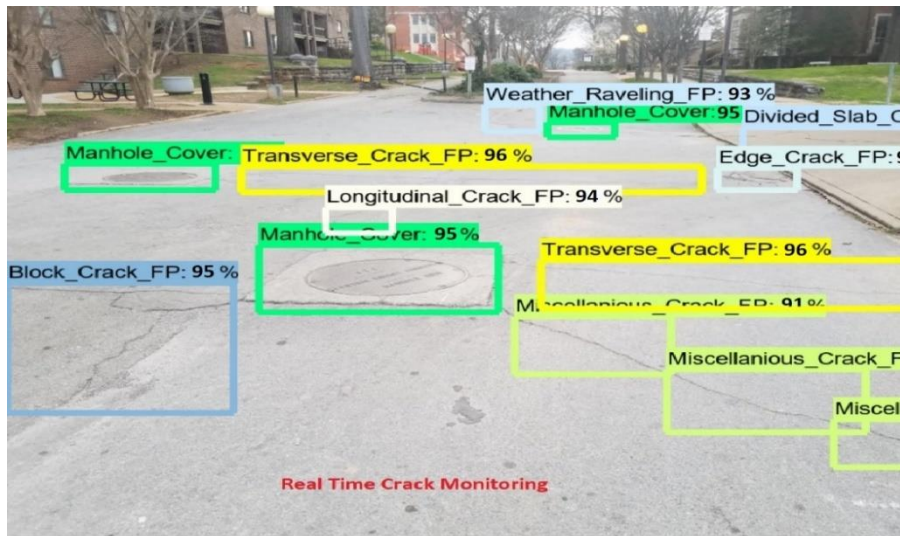 Weather_Raveling_FP: 93 %
Manhole_Cover:95
Divided_Slab_C
Manhole_Cover:
Transverse_Crack_FP: 96 %
Edge_Crack_FP: 9
Longitudinal_Crack_FP: 94 %
Manhole_Cover: 95 %
Transverse_Crack_FP: 96 %
Block_Crack_FP: 95 %
Miscellanious_Crack_FP: 91%
Miscellanious_Crack_F
Miscel
Real Time Crack Monitoring